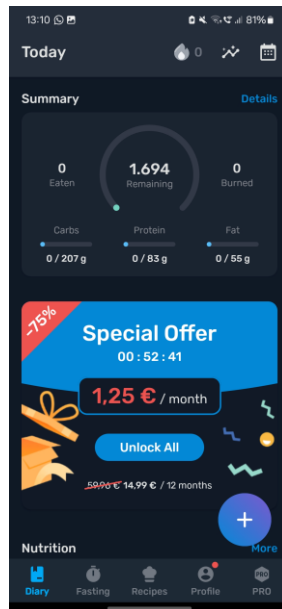 13:10 81%
Today 0
Summary Details
0 1.694 0
Eaten Remaining Burned
Carbs Protein Fat
0 / 207 g 0 / 83 g 0 / 55 g
-75%
Special Offer
00 : 52 : 41
1,25 € / month
Unlock All
59,96 € 14,99 € / 12 months
+
Nutrition More
Diary Fasting Recipes Profile PRO